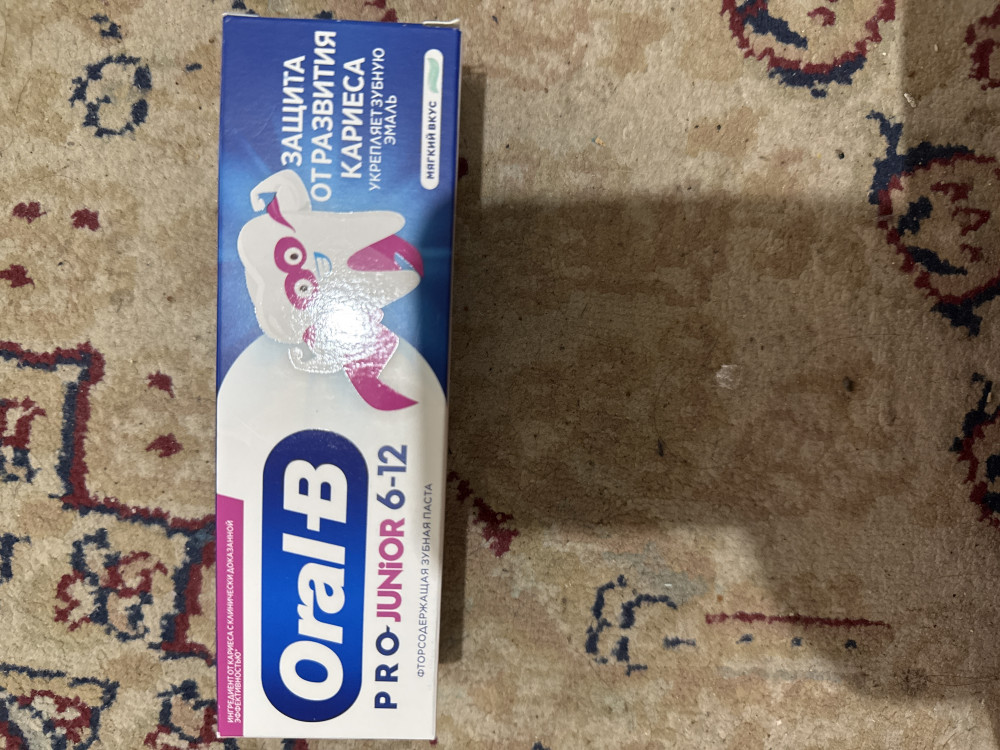 ИНГРЕДИЕНТ ОТ КАРИЕСА С КЛИНИЧЕСКИ ДОКАЗАННОЙ
ЭФФЕКТИВНОСТЬЮ*
Oral-B
PRO-JUNiOR 6-12
ФТОРСОДЕРЖАЩАЯ ЗУБНАЯ ПАСТА
ЗАЩИТА
ОТ РАЗВИТИЯ
КАРИЕСА
УКРЕПЛЯЕТ ЗУБНУЮ
ЭМАЛЬ
МЯГКИЙ ВКУС